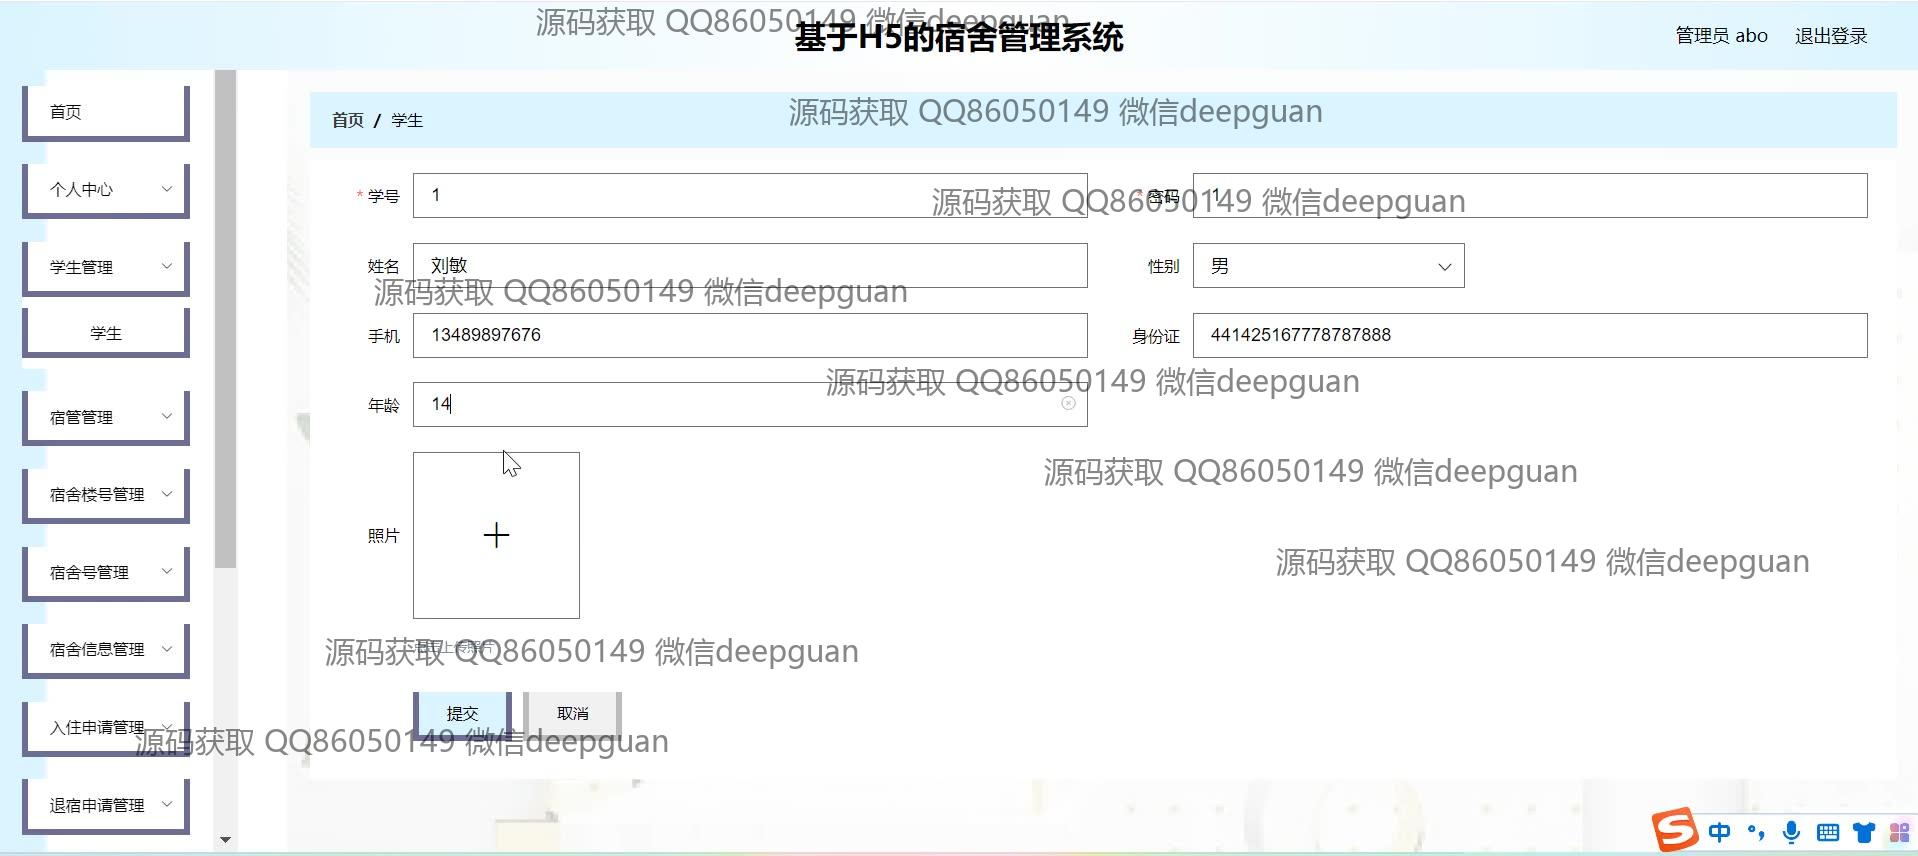 源码获取 QQ86050149 微信deepguan
基于H5的宿舍管理系统
管理员 abo 退出登录
首页
个人中心
学生管理
学生
宿管管理
宿舍楼号管理
宿舍号管理
宿舍信息管理
入住申请管理
退宿申请管理
首页 / 学生
源码获取 QQ86050149 微信deepguan
* 学号 1
* 密码 1
源码获取 QQ86050149 微信deepguan
姓名 刘敏
性别 男
源码获取 QQ86050149 微信deepguan
手机 13489897676
身份证 441425167778787888
源码获取 QQ86050149 微信deepguan
年龄 14
源码获取 QQ86050149 微信deepguan
照片
源码获取 QQ86050149 微信deepguan
点击上传照片
源码获取 QQ86050149 微信deepguan
提交 取消
源码获取 QQ86050149 微信deepguan
中